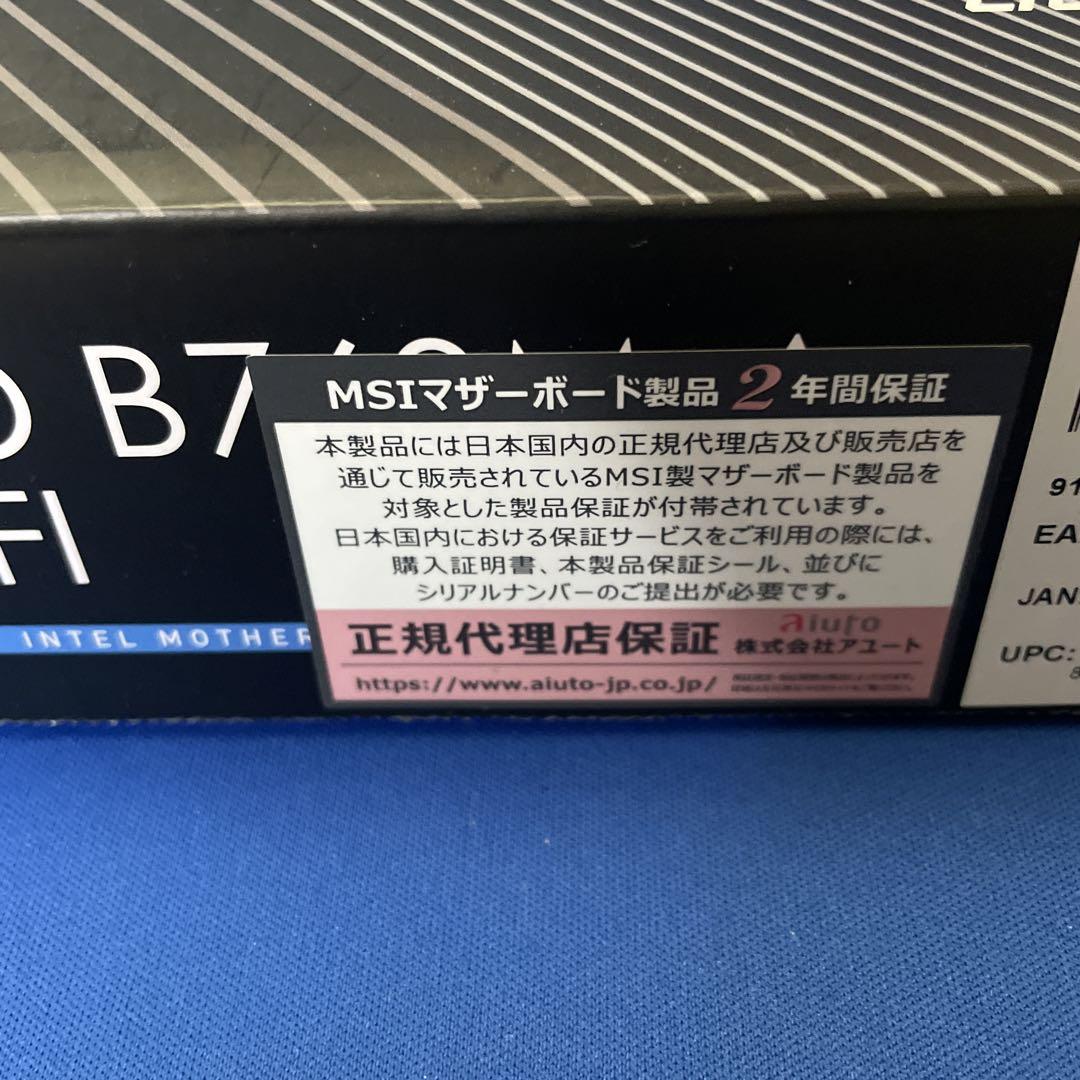 B760M-A
FI
INTEL MOTHER
MSIマザーボード製品 2 年間保証
本製品には日本国内の正規代理店及び販売店を
通じて販売されているMSI製マザーボード製品を
対象とした製品保証が付帯されています。
日本国内における保証サービスをご利用の際には、
購入証明書、本製品保証シール、並びに
シリアルナンバーのご提出が必要です。
正規代理店保証
aiuto
株式会社アユート
https://www.aiuto-jp.co.jp/
91
EA
JAN
UPC: